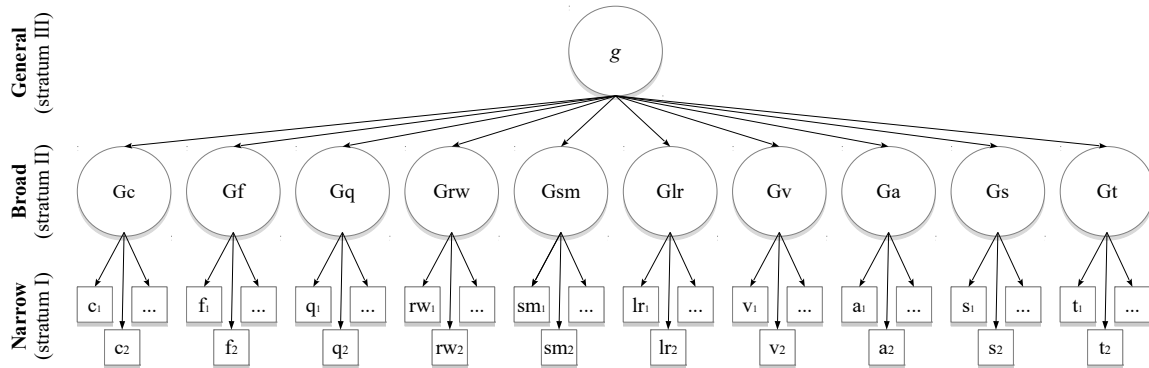 General
(stratum III)
g
Broad
(stratum II)
Gc Gf Gq Grw Gsm Glr Gv Ga Gs Gt
Narrow
(stratum I)
c₁ ... f₁ ... q₁ ... rw₁ ... sm₁ ... lr₁ ... v₁ ... a₁ ... s₁ ... t₁ ...
c₂ f₂ q₂ rw₂ sm₂ lr₂ v₂ a₂ s₂ t₂